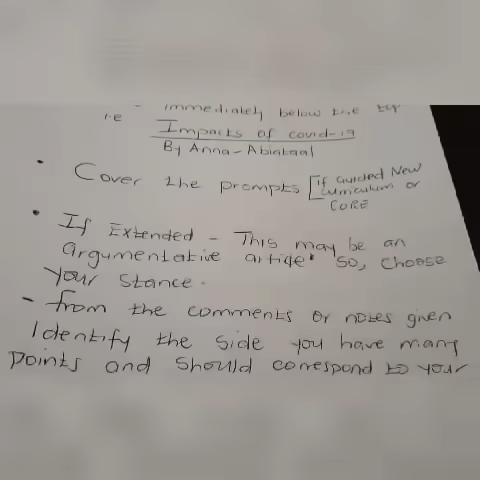 - immediately below the
i.e Impacts of covid-19
By Anna-Abiataal
• Cover the prompts [if Guided New
Curriculum or
CORE
• If Extended - This may be an
argumentative article. So, choose
your stance.
- from the comments or notes given
Identify the side you have many
points and should correspond to your